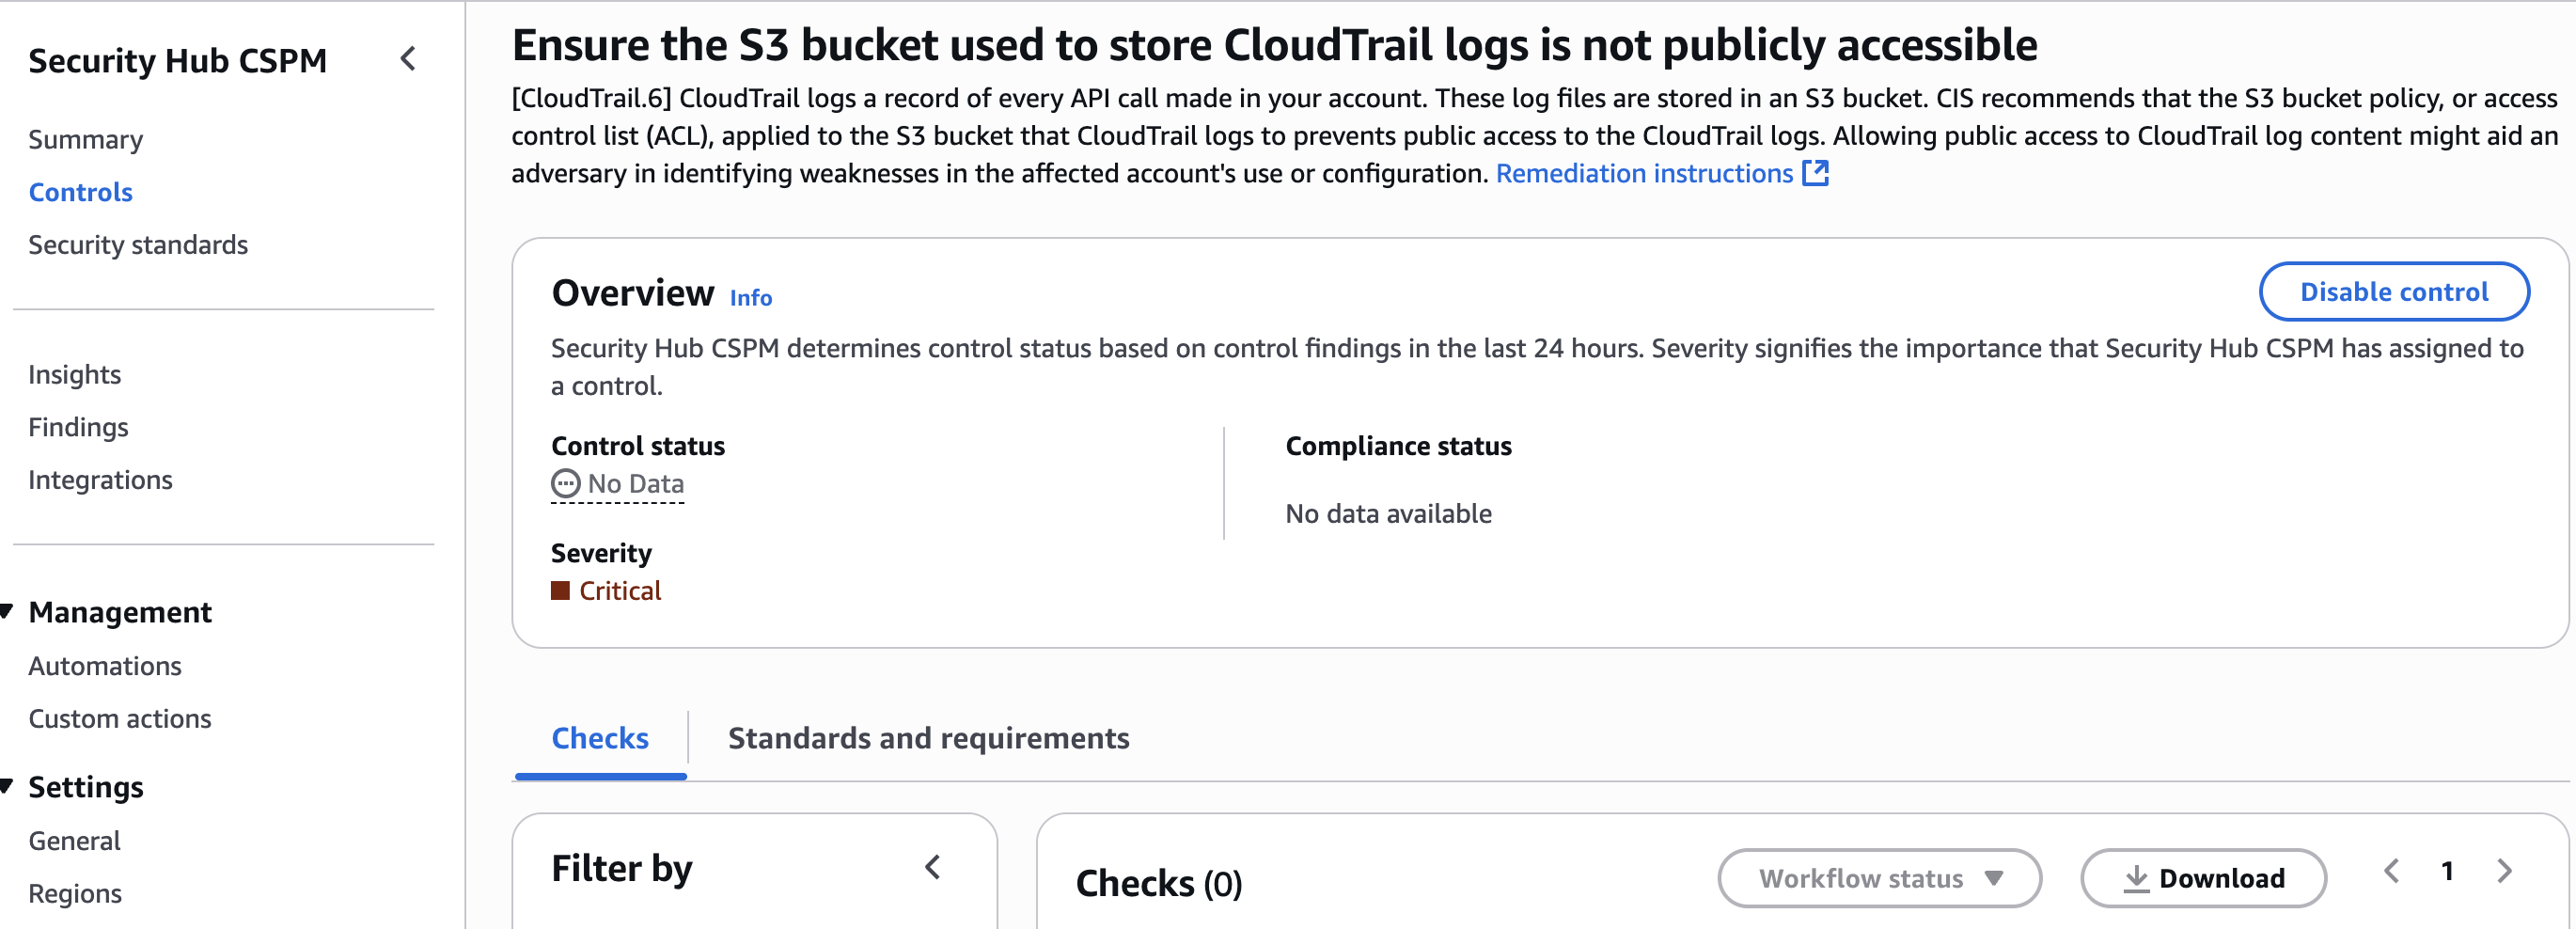 Security Hub CSPM
Summary
Controls
Security standards
Insights
Findings
Integrations
Management
Automations
Custom actions
Settings
General
Regions
Ensure the S3 bucket used to store CloudTrail logs is not publicly accessible
[CloudTrail.6] CloudTrail logs a record of every API call made in your account. These log files are stored in an S3 bucket. CIS recommends that the S3 bucket policy, or access
control list (ACL), applied to the S3 bucket that CloudTrail logs to prevents public access to the CloudTrail logs. Allowing public access to CloudTrail log content might aid an
adversary in identifying weaknesses in the affected account's use or configuration. Remediation instructions
Overview Info
Disable control
Security Hub CSPM determines control status based on control findings in the last 24 hours. Severity signifies the importance that Security Hub CSPM has assigned to
a control.
Control status
No Data
Severity
Critical
Compliance status
No data available
Checks
Standards and requirements
Filter by
Checks (0)
Workflow status
Download
1